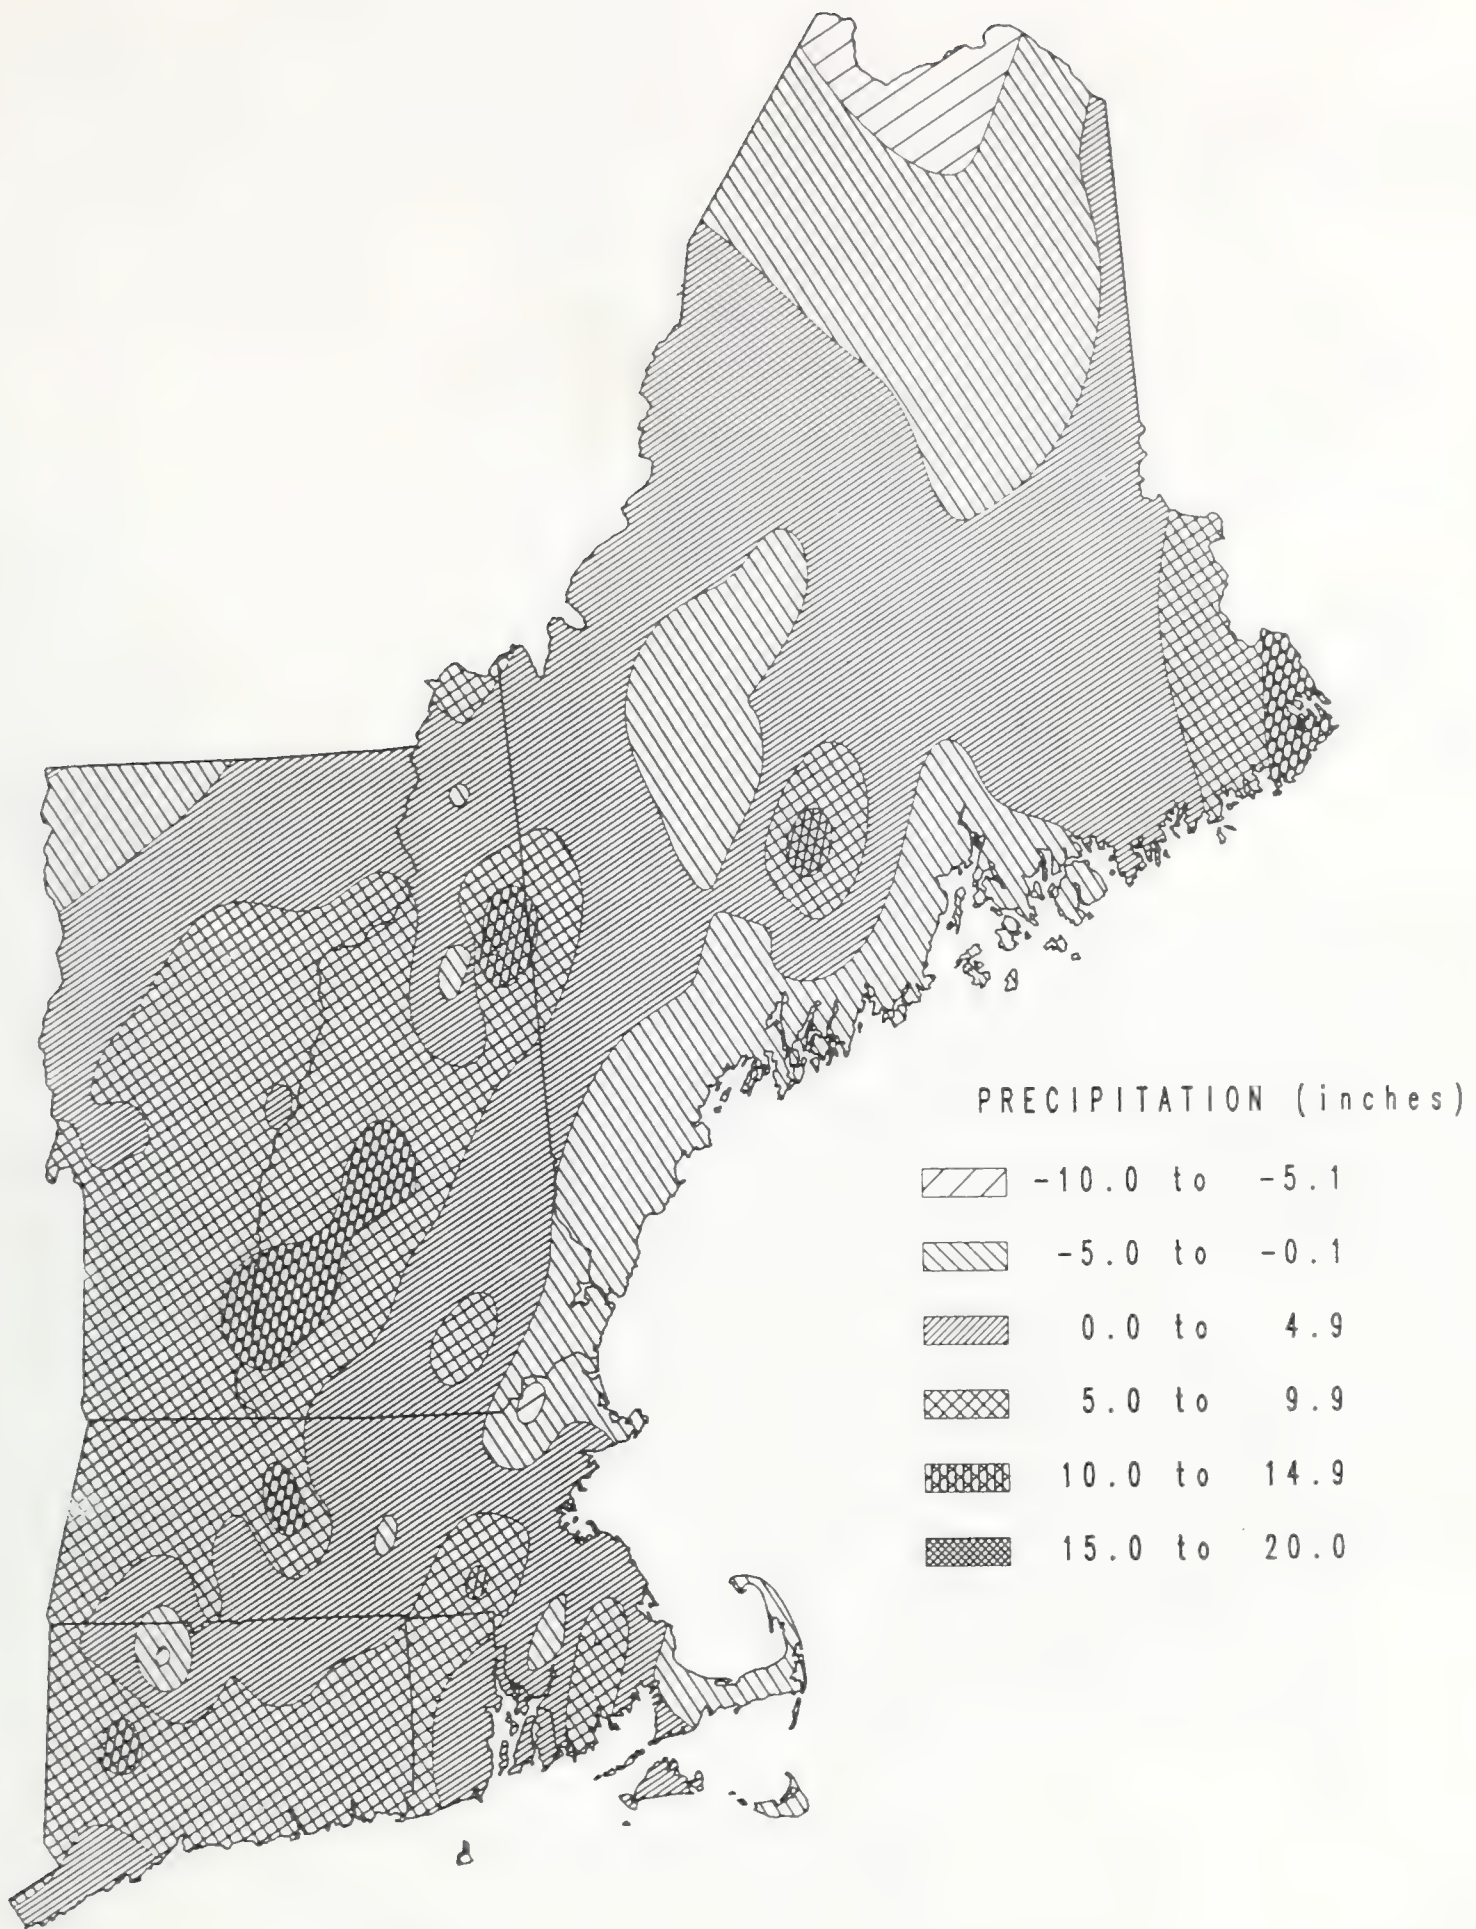 PRECIPITATION (inches)
-10.0 to -5.1
-5.0 to -0.1
0.0 to 4.9
5.0 to 9.9
10.0 to 14.9
15.0 to 20.0